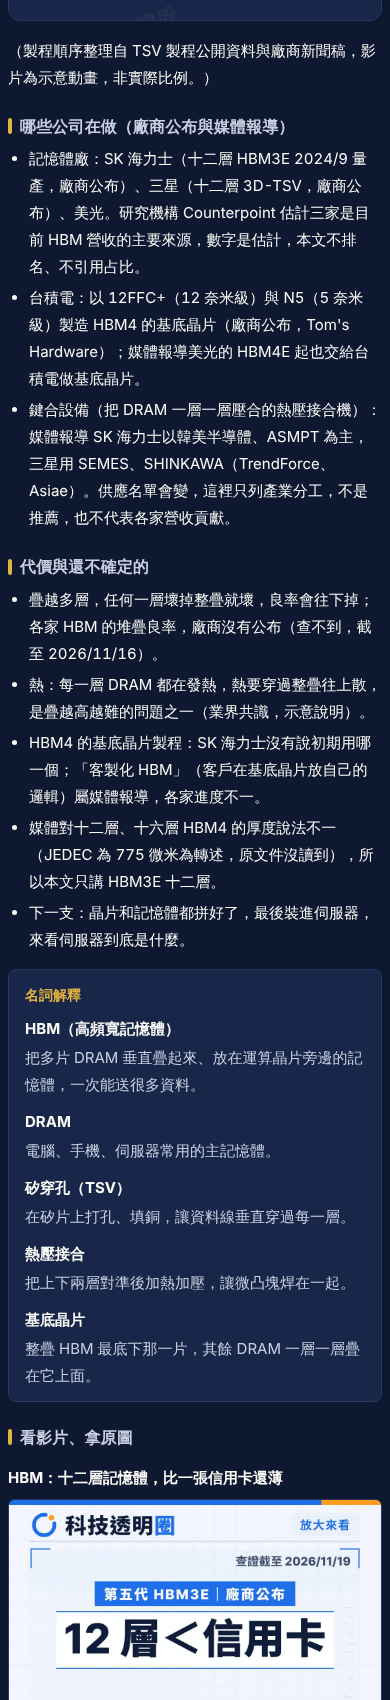 （製程順序整理自 TSV 製程公開資料與廠商新聞稿，影
片為示意動畫，非實際比例。）
哪些公司在做（廠商公布與媒體報導）
• 記憶體廠：SK 海力士（十二層 HBM3E 2024/9 量
產，廠商公布）、三星（十二層 3D-TSV，廠商公
布）、美光。研究機構 Counterpoint 估計三家是目
前 HBM 營收的主要來源，數字是估計，本文不排
名、不引用占比。
• 台積電：以 12FFC+（12 奈米級）與 N5（5 奈米
級）製造 HBM4 的基底晶片（廠商公布，Tom's
Hardware）；媒體報導美光的 HBM4E 起也交給台
積電做基底晶片。
• 鍵合設備（把 DRAM 一層一層壓合的熱壓接合機）：
媒體報導 SK 海力士以韓美半導體、ASMPT 為主，
三星用 SEMES、SHINKAWA（TrendForce、
Asiae）。供應名單會變，這裡只列產業分工，不是
推薦，也不代表各家營收貢獻。
代價與還不確定的
• 疊越多層，任何一層壞掉整疊就壞，良率會往下掉；
各家 HBM 的堆疊良率，廠商沒有公布（查不到，截
至 2026/11/16）。
• 熱：每一層 DRAM 都在發熱，熱要穿過整疊往上散，
是疊越高越難的問題之一（業界共識，示意說明）。
• HBM4 的基底晶片製程：SK 海力士沒有說初期用哪
一個；「客製化 HBM」（客戶在基底晶片放自己的
邏輯）屬媒體報導，各家進度不一。
• 媒體對十二層、十六層 HBM4 的厚度說法不一
（JEDEC 為 775 微米為轉述，原文件沒讀到），所
以本文只講 HBM3E 十二層。
• 下一支：晶片和記憶體都拼好了，最後裝進伺服器，
來看伺服器到底是什麼。
名詞解釋
HBM（高頻寬記憶體）
把多片 DRAM 垂直疊起來、放在運算晶片旁邊的記
憶體，一次能送很多資料。
DRAM
電腦、手機、伺服器常用的主記憶體。
矽穿孔（TSV）
在矽片上打孔、填銅，讓資料線垂直穿過每一層。
熱壓接合
把上下兩層對準後加熱加壓，讓微凸塊焊在一起。
基底晶片
整疊 HBM 最底下那一片，其餘 DRAM 一層一層疊
在它上面。
看影片、拿原圖
HBM：十二層記憶體，比一張信用卡還薄
科技透明圈
放大來看
查證截至 2026/11/19
第五代 HBM3E｜廠商公布
12 層＜信用卡